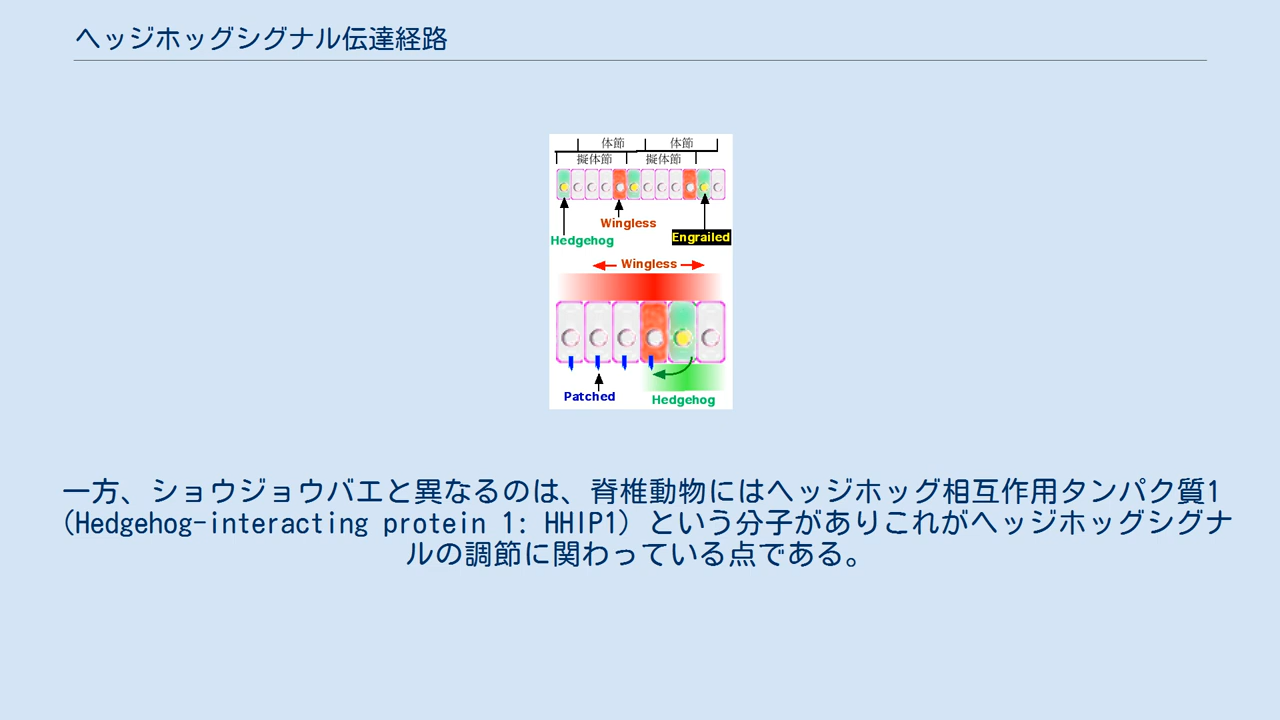 ヘッジホッグシグナル伝達経路
体節 体節
擬体節 擬体節
Wingless
Hedgehog
Engrailed
Wingless
Patched
Hedgehog
一方、ショウジョウバエと異なるのは、脊椎動物にはヘッジホッグ相互作用タンパク質1
(Hedgehog-interacting protein 1: HHIP1) という分子がありこれがヘッジホッグシグナ
ルの調節に関わっている点である。